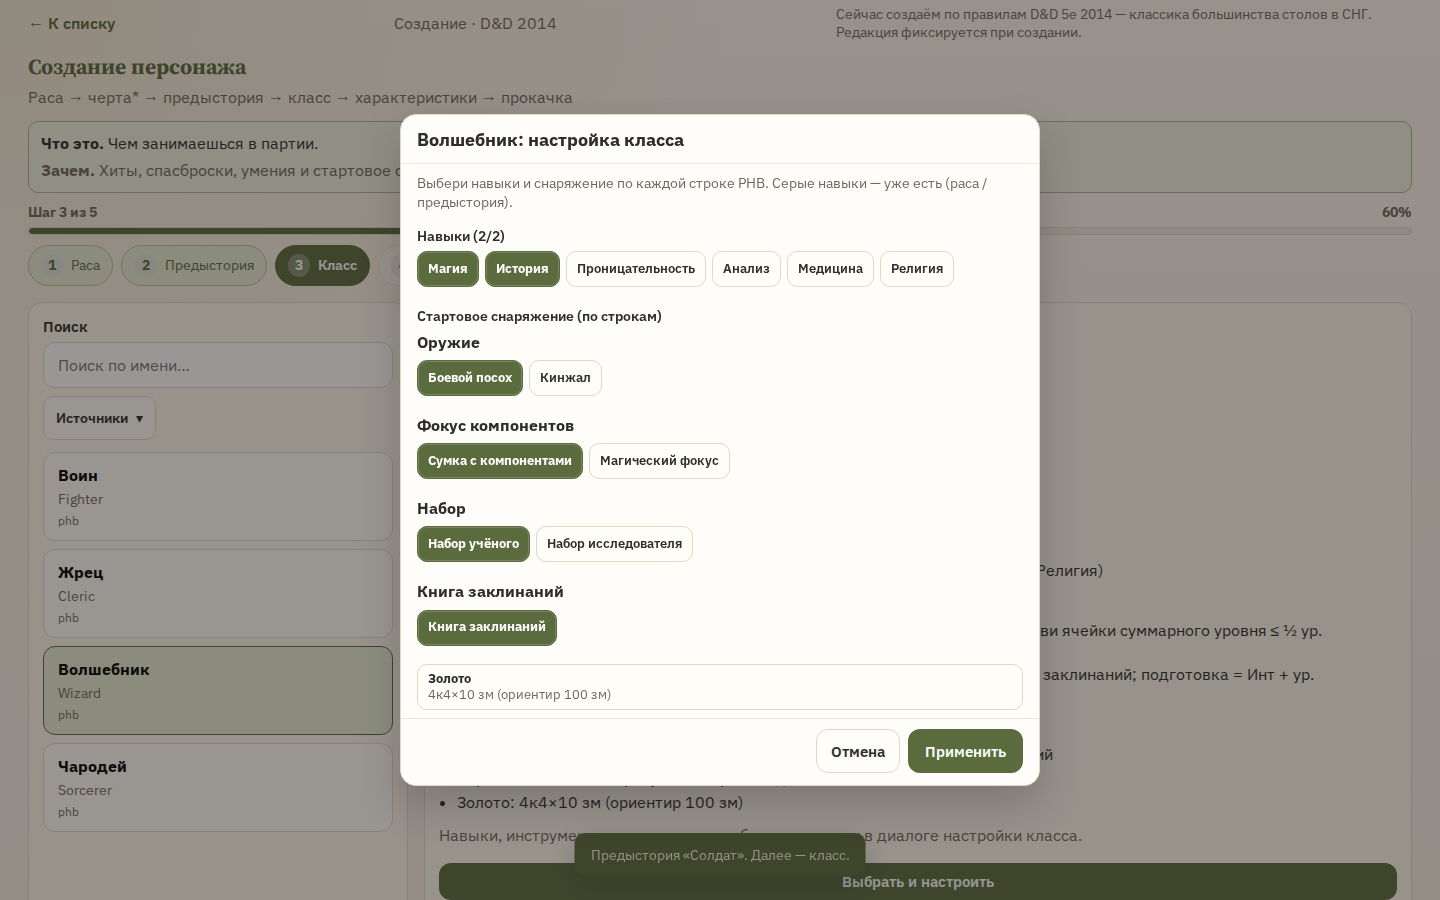 ← К списку
Создание · D&D 2014
Сейчас создаём по правилам D&D 5e 2014 — классика большинства столов в СНГ.
Редакция фиксируется при создании.
Создание персонажа
Раса → черта* → предыстория → класс → характеристики → прокачка
Что это. Чем занимаешься в партии.
Зачем. Хиты, спасброски, умения и стартовое
Шаг 3 из 5
60%
1 Раса
2 Предыстория
3 Класс
Поиск
Поиск по имени...
Источники ▾
Воин
Fighter
phb
Жрец
Cleric
phb
Волшебник
Wizard
phb
Чародей
Sorcerer
phb
Волшебник: настройка класса
Выбери навыки и снаряжение по каждой строке PHB. Серые навыки — уже есть (раса /
предыстория).
Навыки (2/2)
Магия История Проницательность Анализ Медицина Религия
Стартовое снаряжение (по строкам)
Оружие
Боевой посох Кинжал
Фокус компонентов
Сумка с компонентами Магический фокус
Набор
Набор учёного Набор исследователя
Книга заклинаний
Книга заклинаний
Золото
4к4×10 зм (ориентир 100 зм)
Отмена Применить
Религия)
ви ячейки суммарного уровня ≤ ½ ур.
заклинаний; подготовка = Инт + ур.
ий
• Золото: 4к4×10 зм (ориентир 100 зм)
Навыки, инструме
в диалоге настройки класса.
Предыстория «Солдат». Далее — класс.
Выбрать и настроить